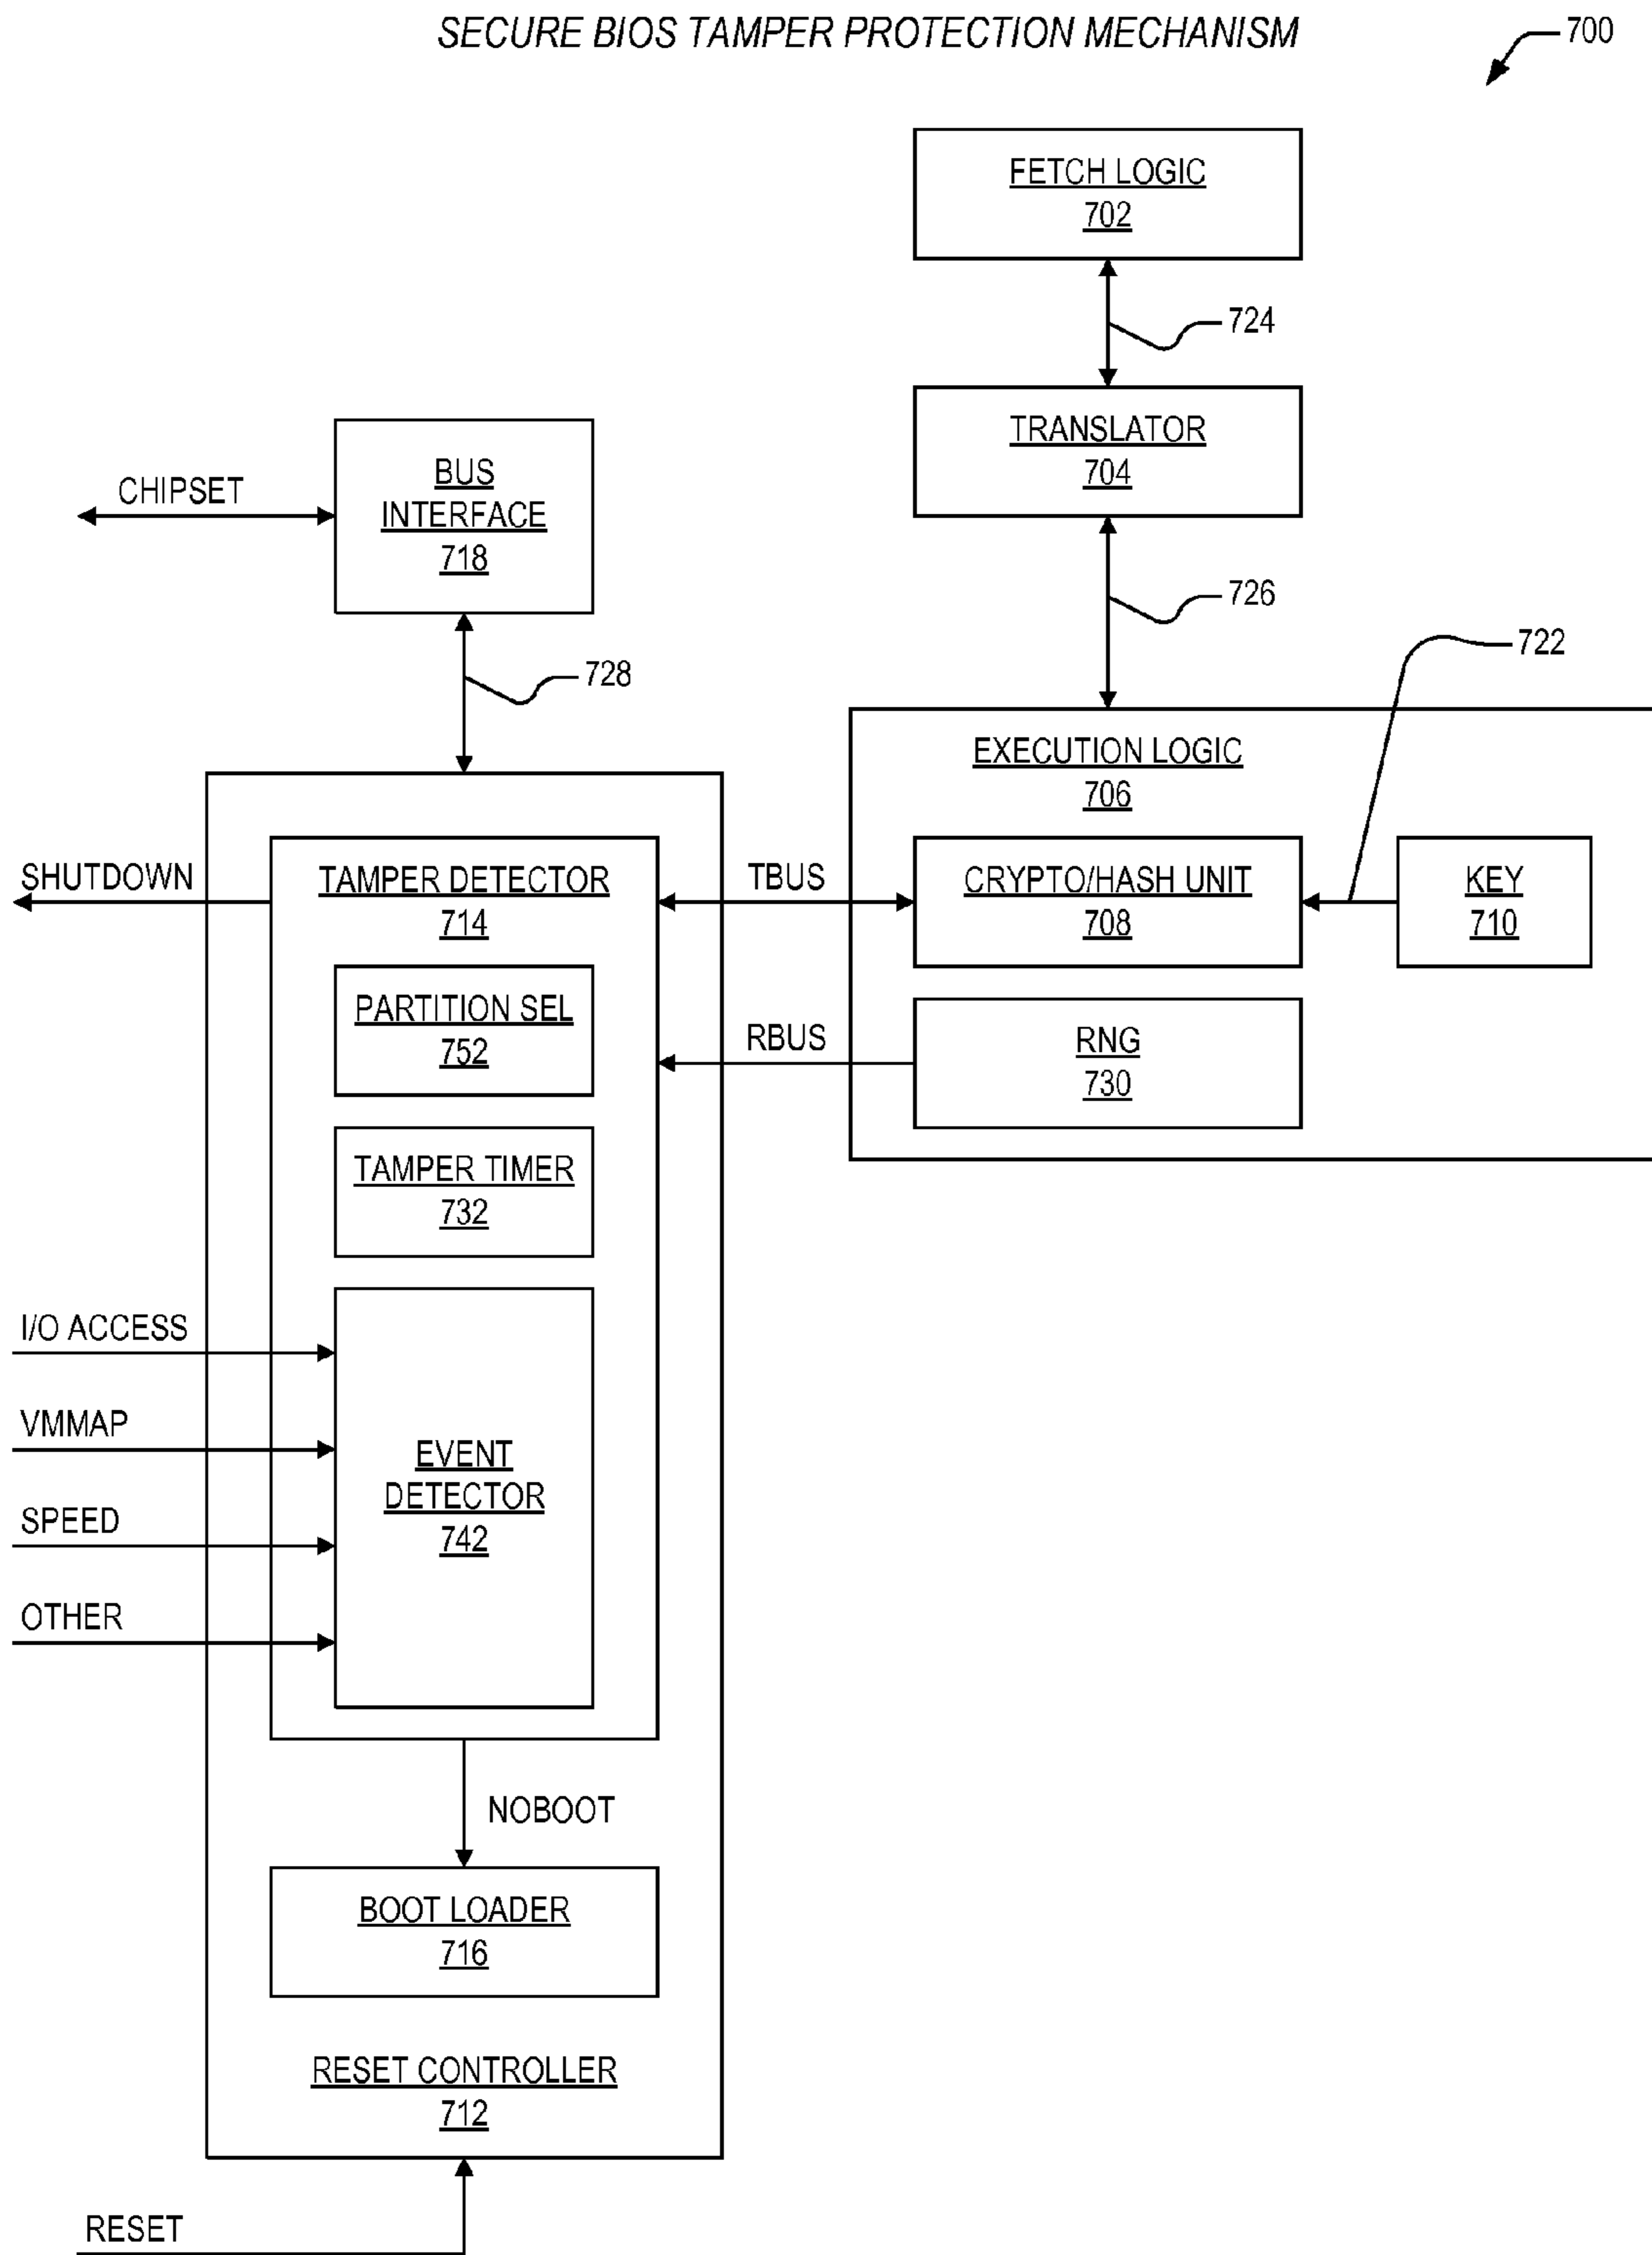 SECURE BIOS TAMPER PROTECTION MECHANISM
700
FETCH LOGIC
702
724
TRANSLATOR
704
CHIPSET
BUS
INTERFACE
718
726
722
728
EXECUTION LOGIC
706
SHUTDOWN
TAMPER DETECTOR
714
TBUS
CRYPTO/HASH UNIT
708
KEY
710
PARTITION SEL
752
RBUS
RNG
730
TAMPER TIMER
732
I/O ACCESS
VMMAP
SPEED
OTHER
EVENT
DETECTOR
742
NOBOOT
BOOT LOADER
716
RESET CONTROLLER
712
RESET